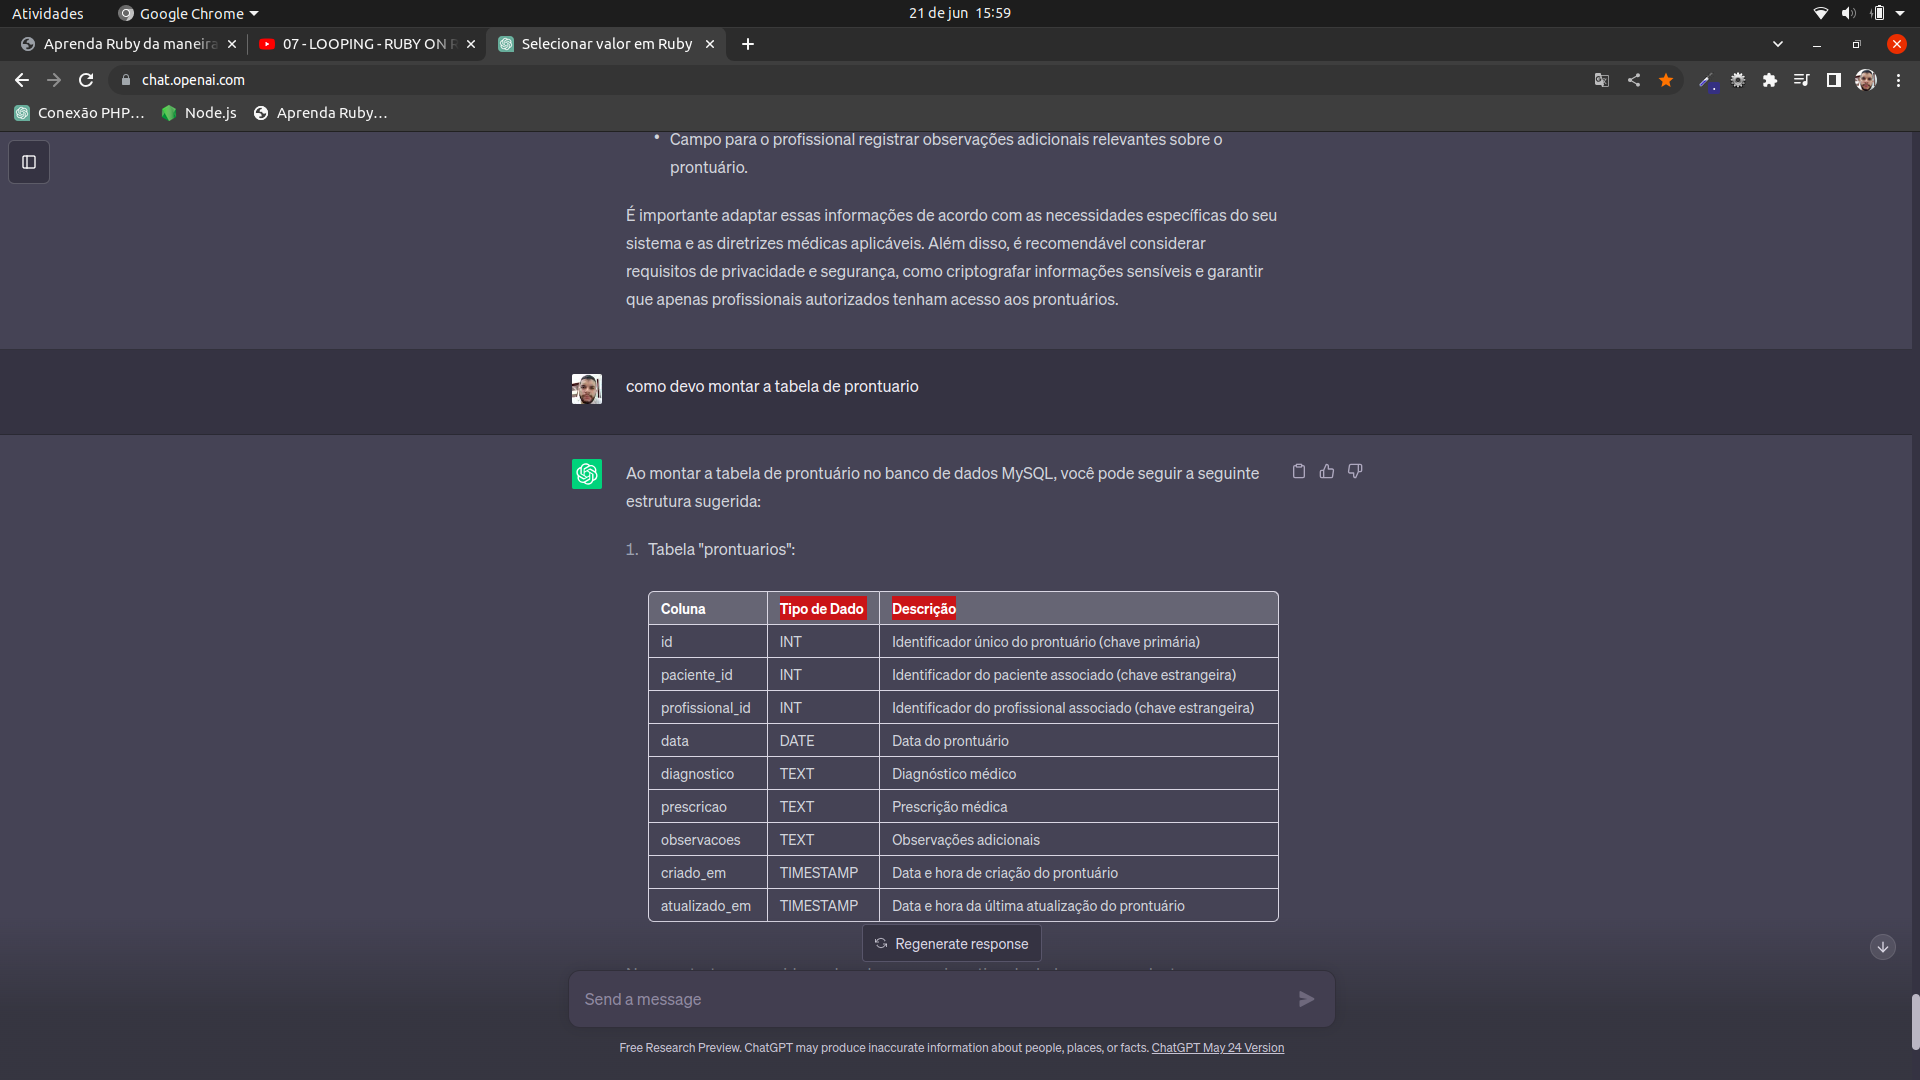 Atividades
Google Chrome
21 de jun 15:59
Aprenda Ruby da maneira
07 - LOOPING - RUBY ON R
Selecionar valor em Ruby
chat.openai.com
Conexão PHP...
Node.js
Aprenda Ruby...
• Campo para o profissional registrar observações adicionais relevantes sobre o
prontuário.
É importante adaptar essas informações de acordo com as necessidades específicas do seu
sistema e as diretrizes médicas aplicáveis. Além disso, é recomendável considerar
requisitos de privacidade e segurança, como criptografar informações sensíveis e garantir
que apenas profissionais autorizados tenham acesso aos prontuários.
como devo montar a tabela de prontuario
Ao montar a tabela de prontuário no banco de dados MySQL, você pode seguir a seguinte
estrutura sugerida:
1. Tabela "prontuarios":
Coluna Tipo de Dado Descrição
id INT Identificador único do prontuário (chave primária)
paciente_id INT Identificador do paciente associado (chave estrangeira)
profissional_id INT Identificador do profissional associado (chave estrangeira)
data DATE Data do prontuário
diagnostico TEXT Diagnóstico médico
prescricao TEXT Prescrição médica
observacoes TEXT Observações adicionais
criado_em TIMESTAMP Data e hora de criação do prontuário
atualizado_em TIMESTAMP Data e hora da última atualização do prontuário
Regenerate response
Send a message
Free Research Preview. ChatGPT may produce inaccurate information about people, places, or facts. ChatGPT May 24 Version